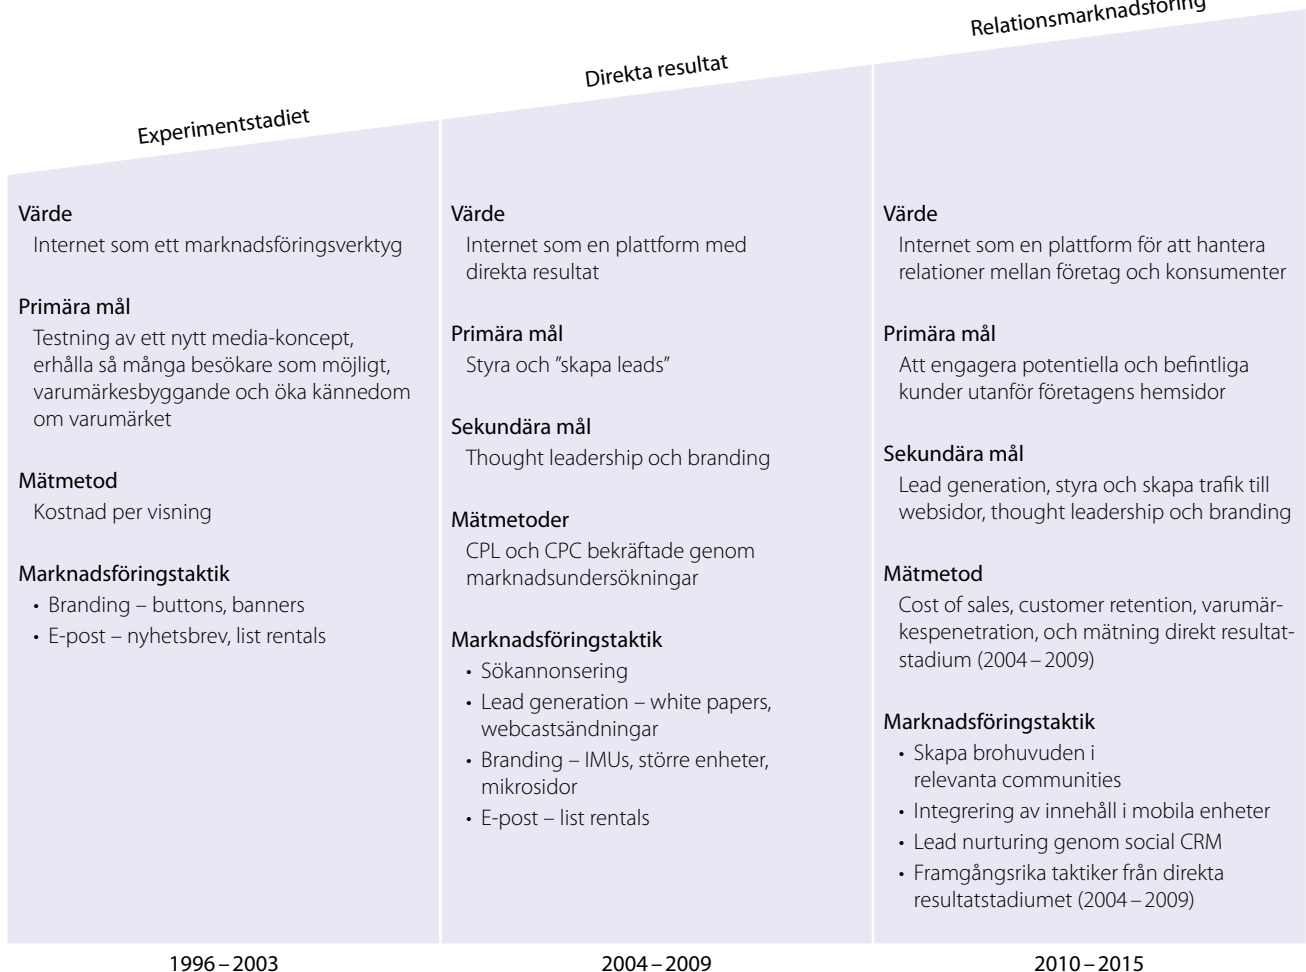 Experimentstadiet
Värde
Internet som ett marknadsföringsverktyg
Primära mål
Testning av ett nytt media-koncept,
erhålla så många besökare som möjligt,
varumärkesbyggande och öka kännedom
om varumärket
Mätmetod
Kostnad per visning
Marknadsföringstaktik
• Branding – buttons, banners
• E-post – nyhetsbrev, list rentals
1996–2003
Direkta resultat
Värde
Internet som en plattform med
direkta resultat
Primära mål
Styra och ”skapa leads”
Sekundära mål
Thought leadership och branding
Mätmetoder
CPL och CPC bekräftade genom
marknadsundersökningar
Marknadsföringstaktik
• Sökannonsering
• Lead generation – white papers,
webcastsändningar
• Branding – IMUs, större enheter,
mikrosidor
• E-post – list rentals
2004–2009
Relationsmarknadsföring
Värde
Internet som en plattform för att hantera
relationer mellan företag och konsumenter
Primära mål
Att engagera potentiella och befintliga
kunder utanför företagens hemsidor
Sekundära mål
Lead generation, styra och skapa trafik till
websidor, thought leadership och branding
Mätmetod
Cost of sales, customer retention, varumär-
kespenetration, och mätning direkt resultat-
stadium (2004–2009)
Marknadsföringstaktik
• Skapa brohuvuden i
relevanta communities
• Integrering av innehåll i mobila enheter
• Lead nurturing genom social CRM
• Framgångsrika taktiker från direkta
resultatstadiumet (2004–2009)
2010–2015